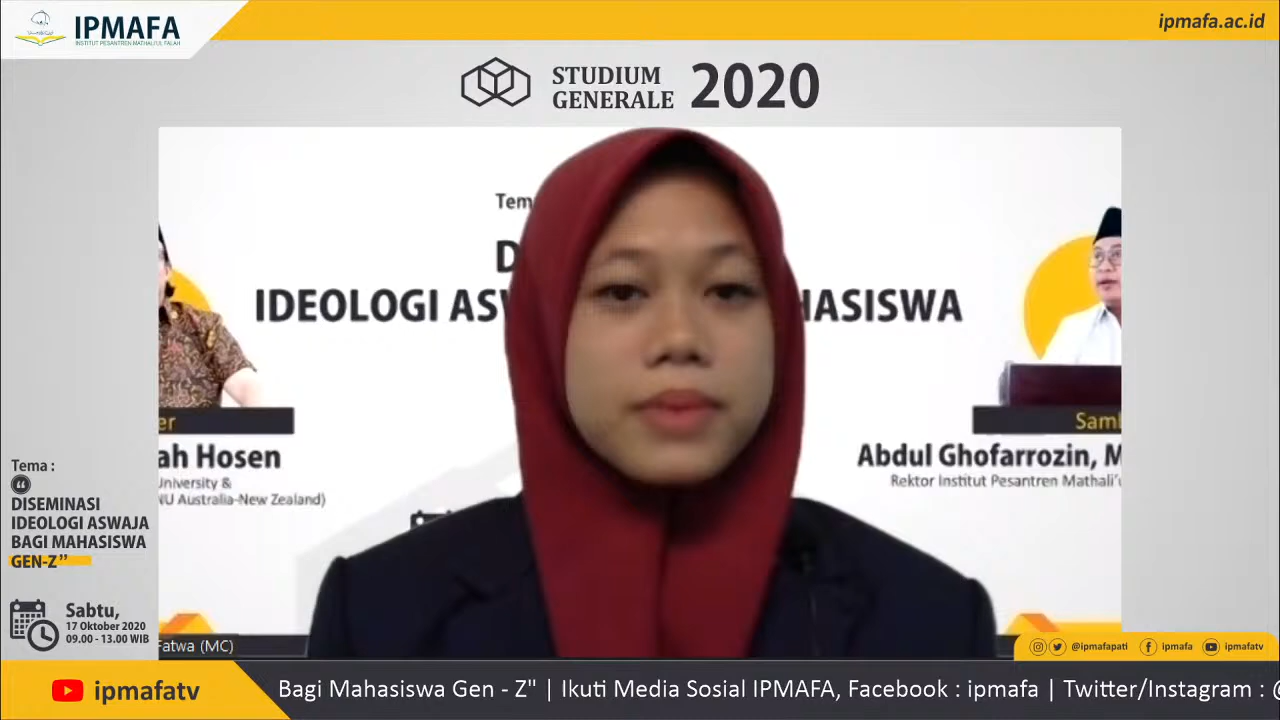 IPMAFA
INSTITUT PESANTREN MATHALI'UL FALAH
ipmafa.ac.id
STUDIUM
GENERALE 2020
Tem
D
IDEOLOGI ASW HASISWA
er
ah Hosen
University &
NU Australia-New Zealand)
Samb
Abdul Ghofarrozin, M
Rektor Institut Pesantren Mathali'u
Tema :
DISEMINASI
IDEOLOGI ASWAJA
BAGI MAHASISWA
GEN-Z”
Sabtu,
17 Oktober 2020
09.00 - 13.00 WIB
Fatwa (MC)
@ipmafapati ipmafa ipmafatv
ipmafatv
Bagi Mahasiswa Gen - Z" | Ikuti Media Sosial IPMAFA, Facebook : ipmafa | Twitter/Instagram : @